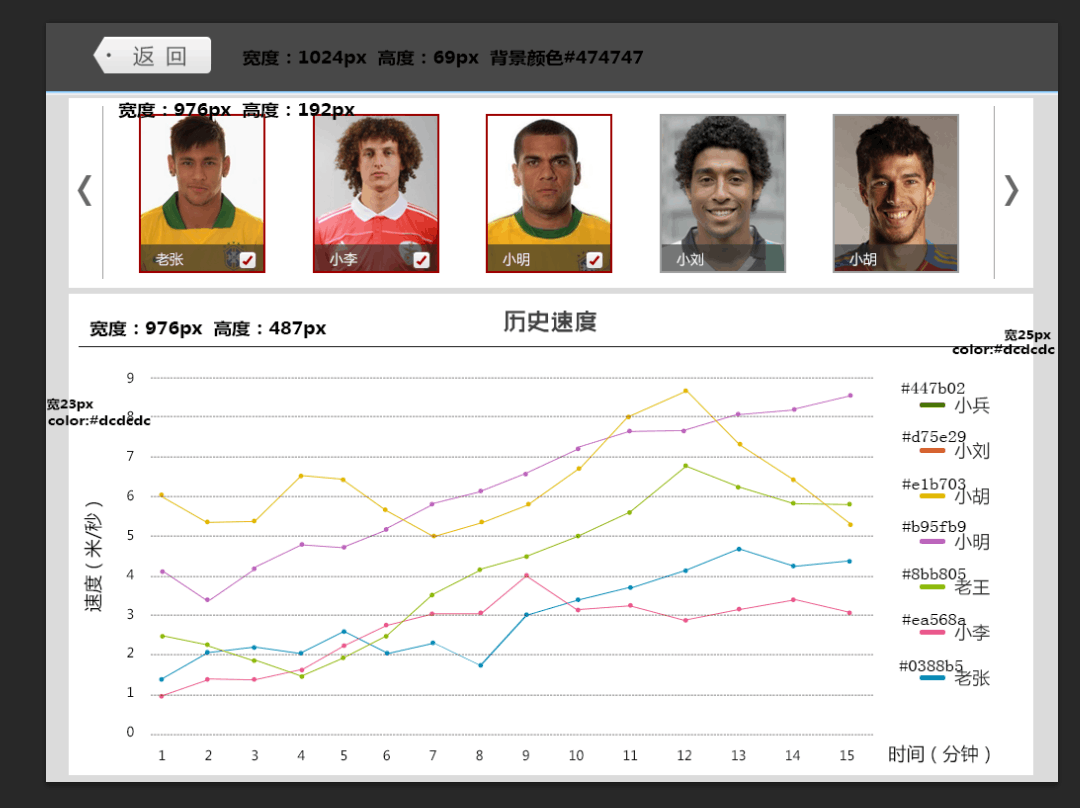 返 回
宽度：1024px 高度：69px 背景颜色#474747
宽度：976px 高度：192px
老张
小李
小明
小刘
小胡
宽度：976px 高度：487px
历史速度
宽25px
color:#dcdcdc
宽23px
color:#dcdcdc
速度（米/秒）
9
8
7
6
5
4
3
2
1
0
1 2 3 4 5 6 7 8 9 10 11 12 13 14 15
时间（分钟）
#447b02
小兵
#d75e29
小刘
#e1b703
小胡
#b95fb9
小明
#8bb805
老王
#ea568a
小李
#0388b5
老张